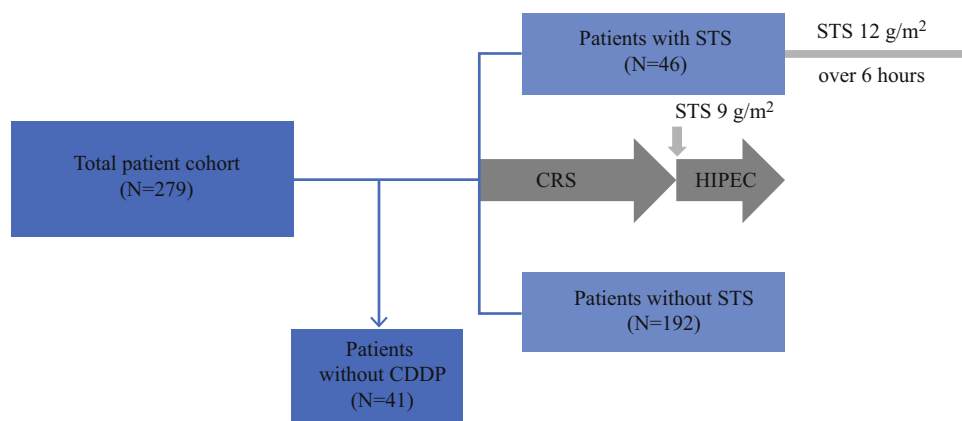 Total patient cohort
(N=279)
Patients
without CDDP
(N=41)
Patients with STS
(N=46)
STS 12 g/m²
over 6 hours
STS 9 g/m²
CRS
HIPEC
Patients without STS
(N=192)